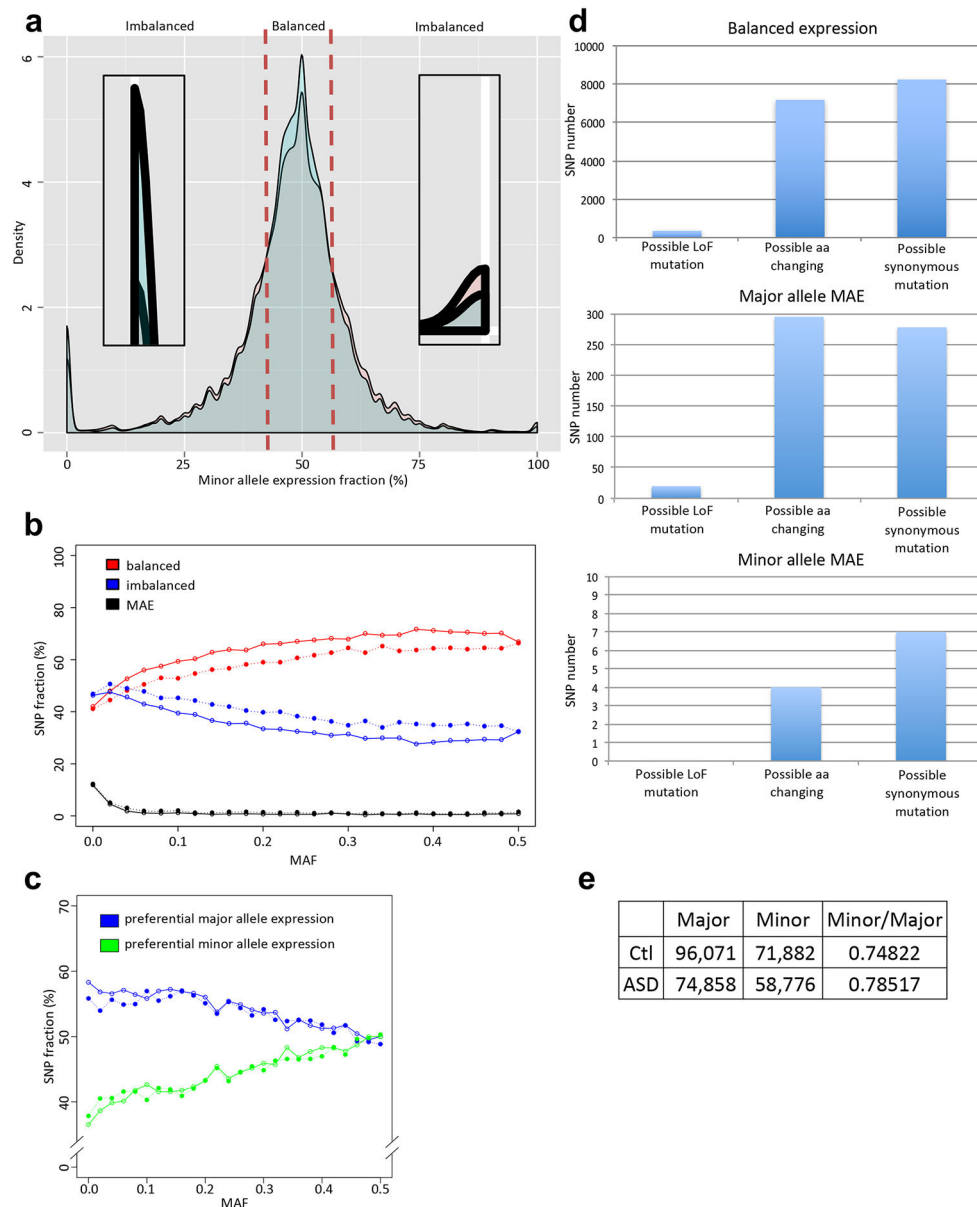 a
Imbalanced
Balanced
Imbalanced
6
4
2
0
Density
0
25
50
75
100
Minor allele expression fraction (%)
b
100
80
60
40
20
0
SNP fraction (%)
balanced
imbalanced
MAE
0.0
0.1
0.2
0.3
0.4
0.5
MAF
c
70
60
50
40
0
SNP fraction (%)
preferential major allele expression
preferential minor allele expression
0.0
0.1
0.2
0.3
0.4
0.5
MAF
d
Balanced expression
10000
8000
6000
4000
2000
0
SNP number
Possible LoF
mutation
Possible aa
changing
Possible
synonymous
mutation
Major allele MAE
300
250
200
150
100
50
0
SNP number
Possible LoF
mutation
Possible aa
changing
Possible
synonymous
mutation
Minor allele MAE
10
9
8
7
6
5
4
3
2
1
0
SNP number
Possible LoF
mutation
Possible aa
changing
Possible
synonymous
mutation
e
Major Minor Minor/Major
Ctl 96,071 71,882 0.74822
ASD 74,858 58,776 0.78517